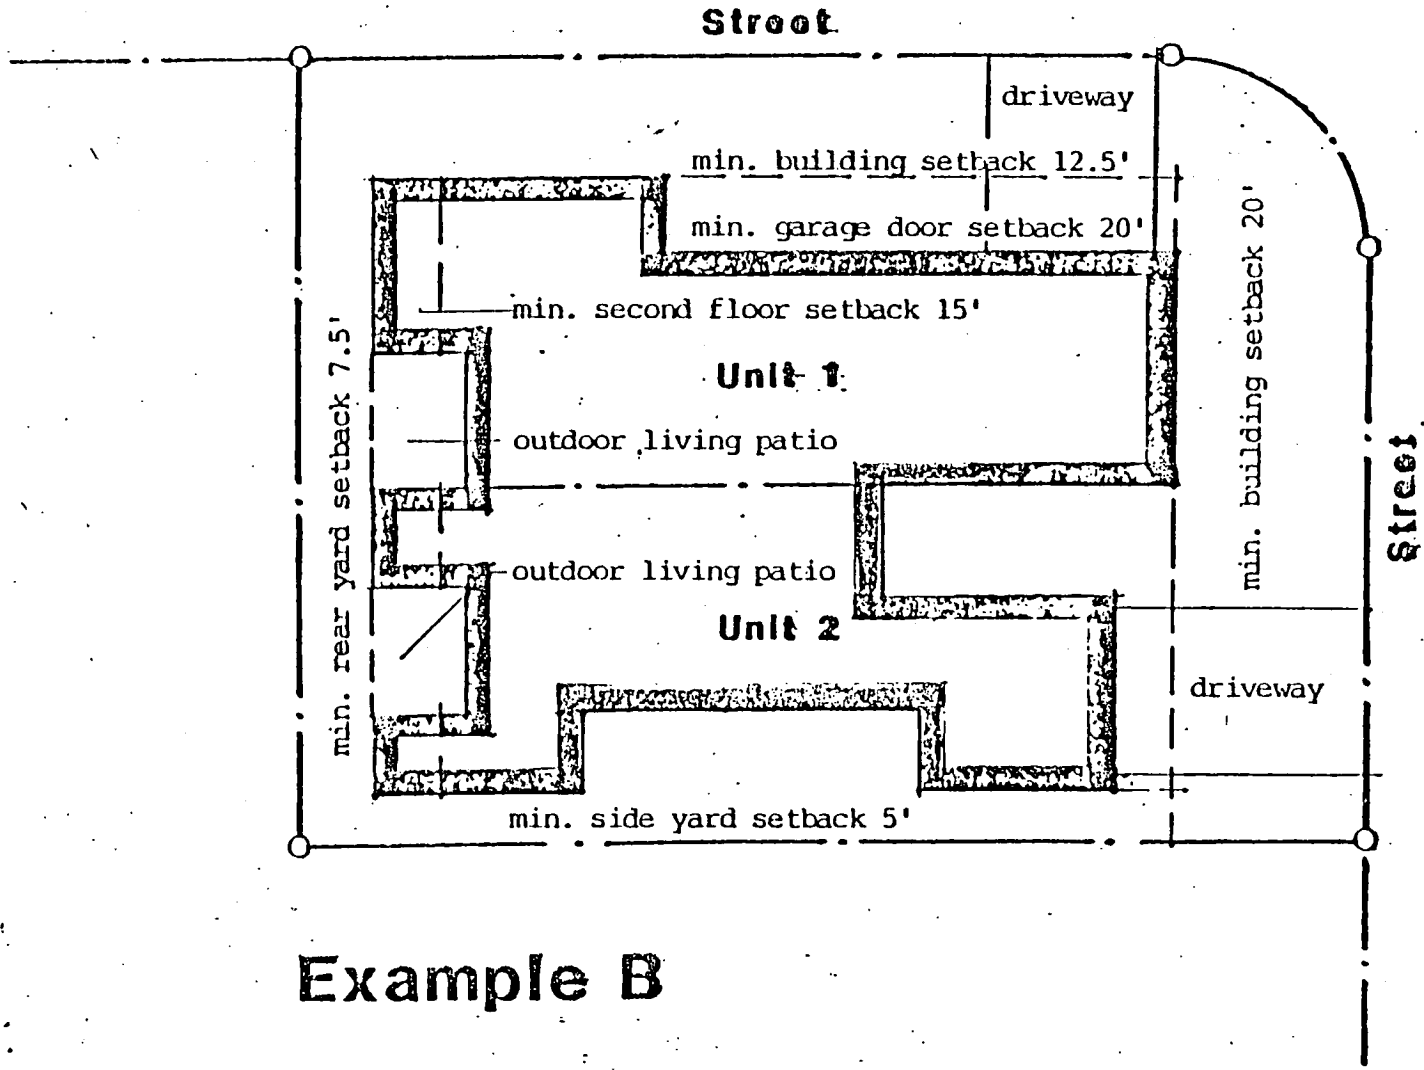 Street
driveway
min. building setback 12.5'
min. garage door setback 20'
min. second floor setback 15'
Unit 1
outdoor living patio
min. rear yard setback 7.5'
min. building setback 20'
Street
outdoor living patio
Unit 2
driveway
min. side yard setback 5'
Example B